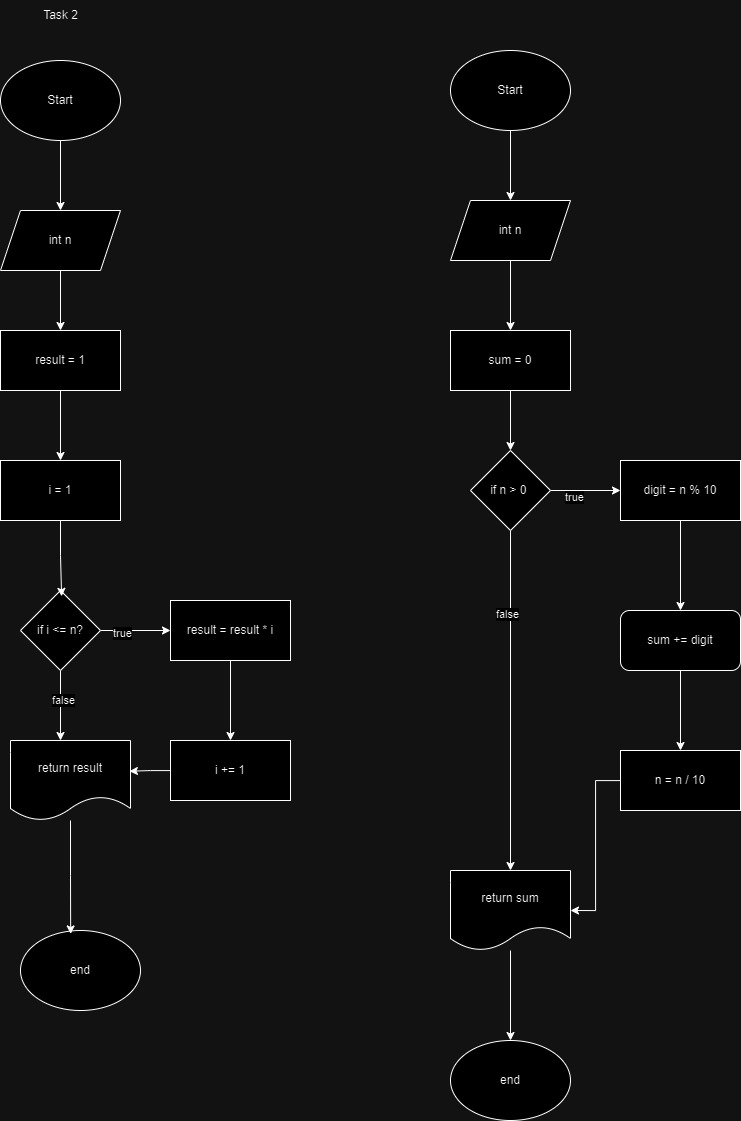 Task 2
Start
int n
result = 1
i = 1
if i <= n?
true
result = result * i
false
return result
i += 1
end
Start
int n
sum = 0
if n > 0
true
digit = n % 10
false
sum += digit
n = n / 10
return sum
end